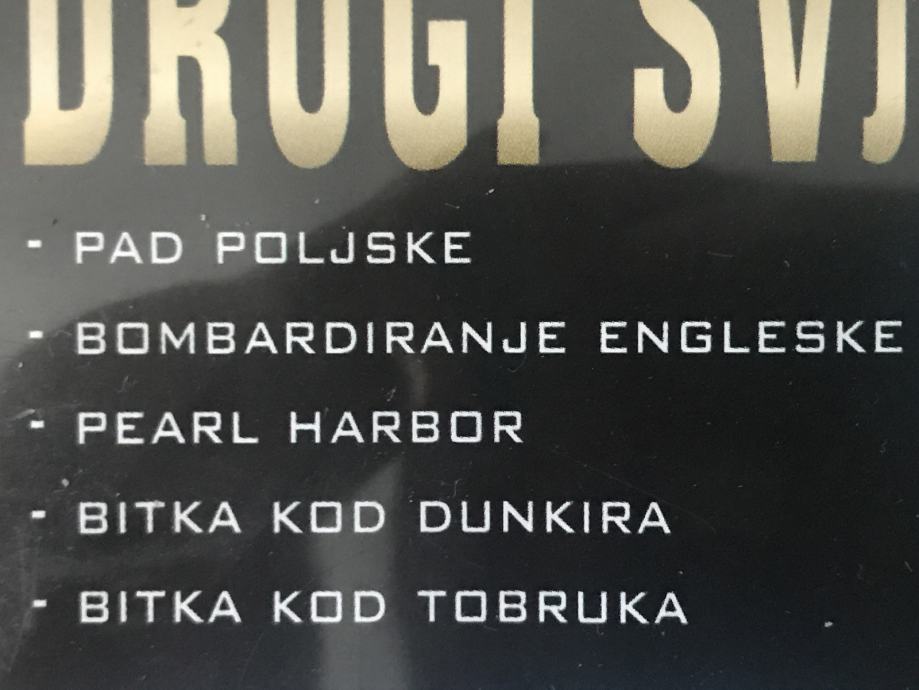 DRUGI SVJ
- PAD POLJSKE
- BOMBARDIRANJE ENGLESKE
- PEARL HARBOR
- BITKA KOD DUNKIRA
- BITKA KOD TOBRUKA